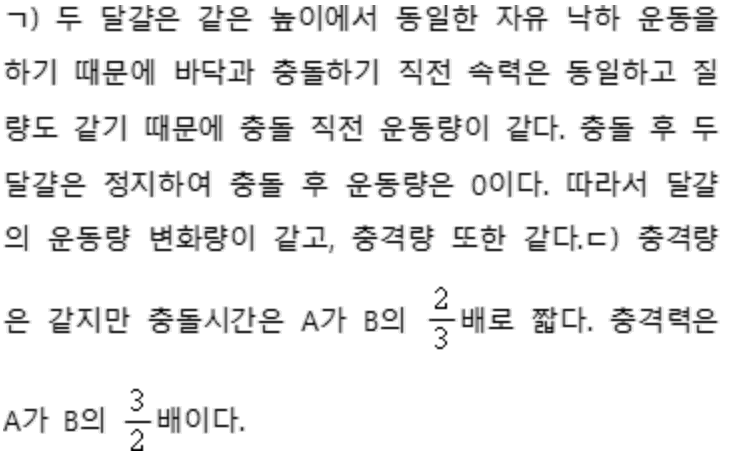 ㄱ) 두 달걀은 같은 높이에서 동일한 자유 낙하 운동을
하기 때문에 바닥과 충돌하기 직전 속력은 동일하고 질
량도 같기 때문에 충돌 직전 운동량이 같다. 충돌 후 두
달걀은 정지하여 충돌 후 운동량은 0이다. 따라서 달걀
의 운동량 변화량이 같고, 충격량 또한 같다.ㄷ) 충격량
은 같지만 충돌시간은 A가 B의 2/3배로 짧다. 충격력은
A가 B의 3/2배이다.